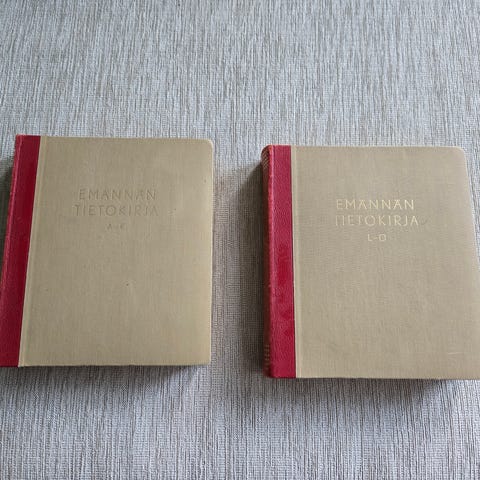 EMÄNNÄN
TIETOKIRJA
A-K
EMÄNNÄN
TIETOKIRJA
L-Ö